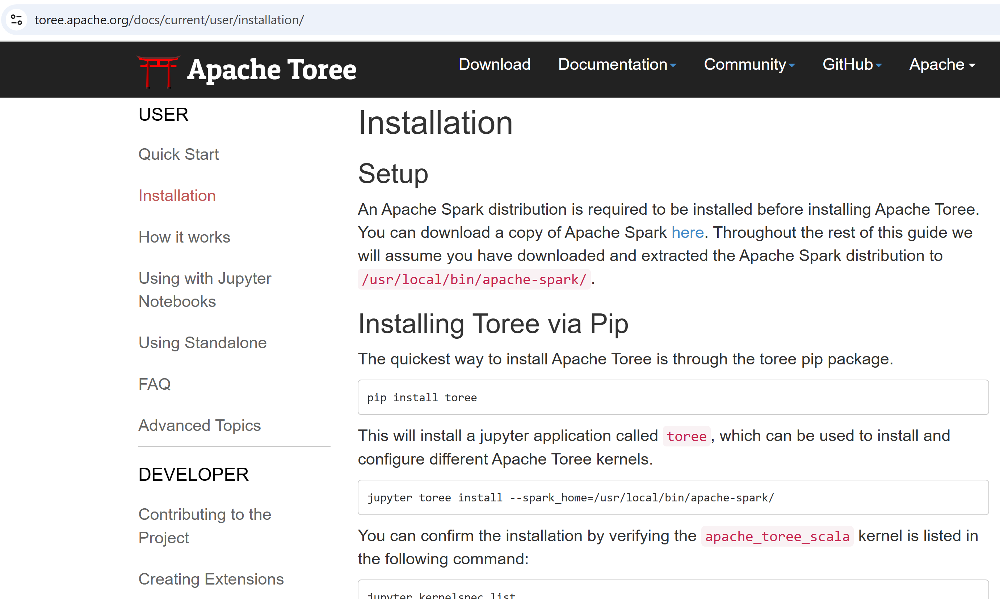 toree.apache.org/docs/current/user/installation/
Apache Toree
Download
Documentation
Community
GitHub
Apache
USER
Quick Start
Installation
How it works
Using with Jupyter
Notebooks
Using Standalone
FAQ
Advanced Topics
DEVELOPER
Contributing to the
Project
Creating Extensions
Installation
Setup
An Apache Spark distribution is required to be installed before installing Apache Toree.
You can download a copy of Apache Spark here. Throughout the rest of this guide we
will assume you have downloaded and extracted the Apache Spark distribution to
/usr/local/bin/apache-spark/.
Installing Toree via Pip
The quickest way to install Apache Toree is through the toree pip package.
pip install toree
This will install a jupyter application called toree, which can be used to install and
configure different Apache Toree kernels.
jupyter toree install --spark_home=/usr/local/bin/apache-spark/
You can confirm the installation by verifying the apache_toree_scala kernel is listed in
the following command:
jupyter kernelspec list